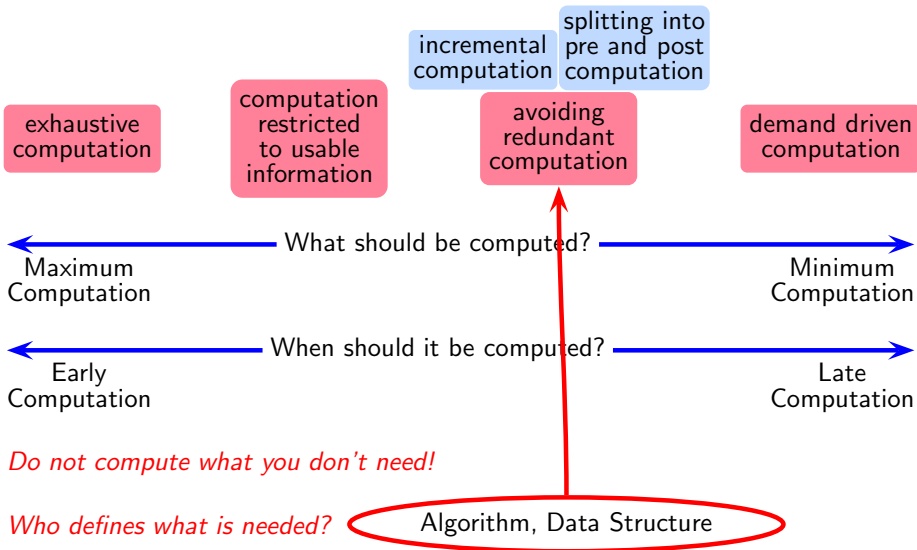 incremental
computation
splitting into
pre and post
computation
exhaustive
computation
computation
restricted
to usable
information
avoiding
redundant
computation
demand driven
computation
What should be computed?
Maximum
Computation
Minimum
Computation
When should it be computed?
Early
Computation
Late
Computation
Do not compute what you don't need!
Who defines what is needed?
Algorithm, Data Structure